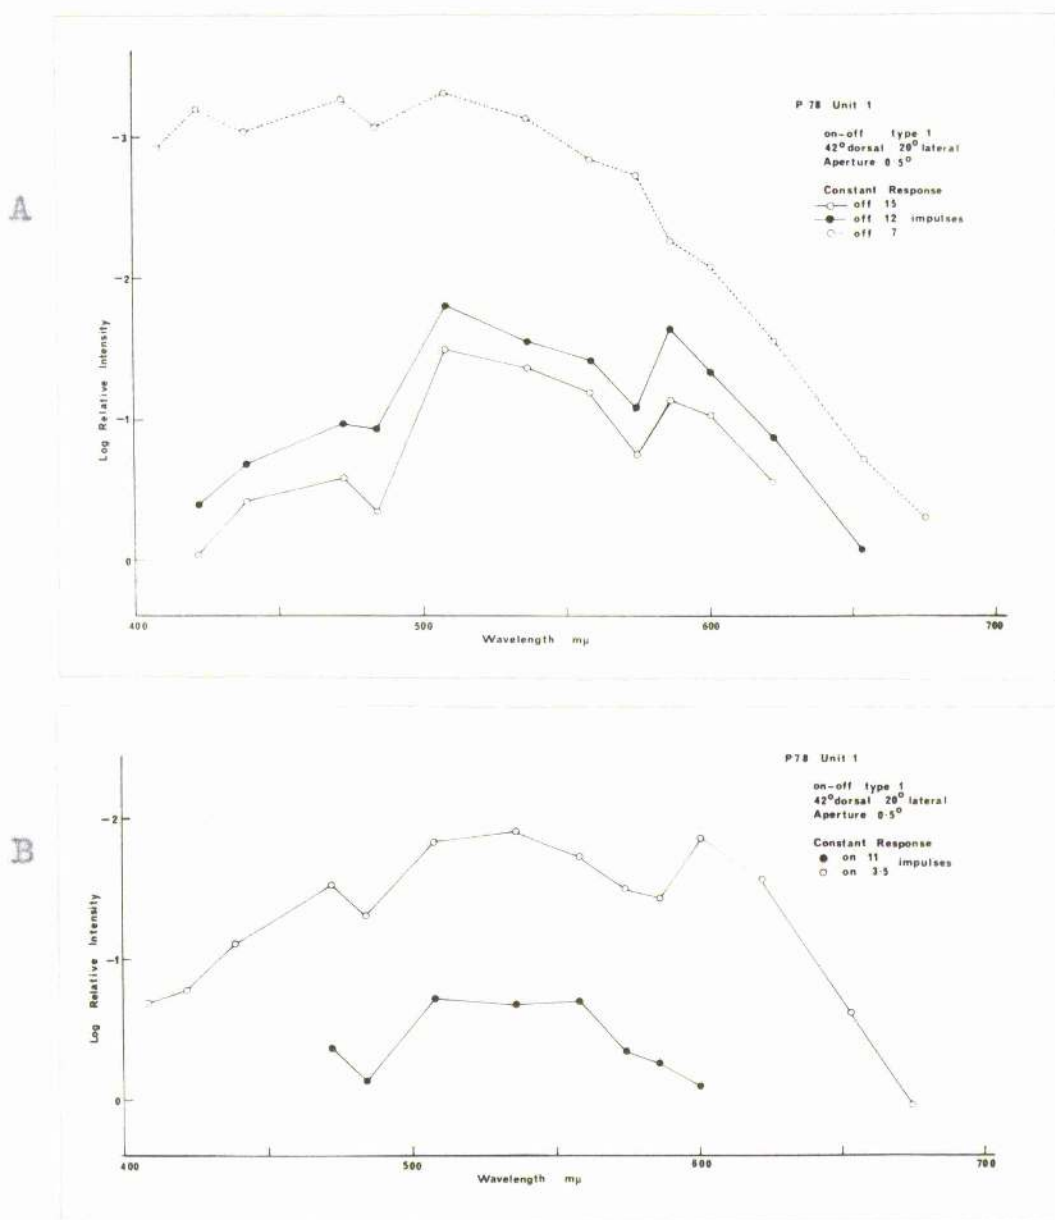 A
P 78 Unit 1
on-off type 1
42° dorsal 20° lateral
Aperture 0·5°
Constant Response
off 15
off 12 impulses
off 7
-3
-2
-1
0
Log Relative Intensity
400 500 600 700
Wavelength mµ
B
P78 Unit 1
on-off type 1
42° dorsal 20° lateral
Aperture 0·5°
Constant Response
on 11 impulses
on 3·5
-2
-1
0
Log Relative Intensity
400 500 600 700
Wavelength mµ